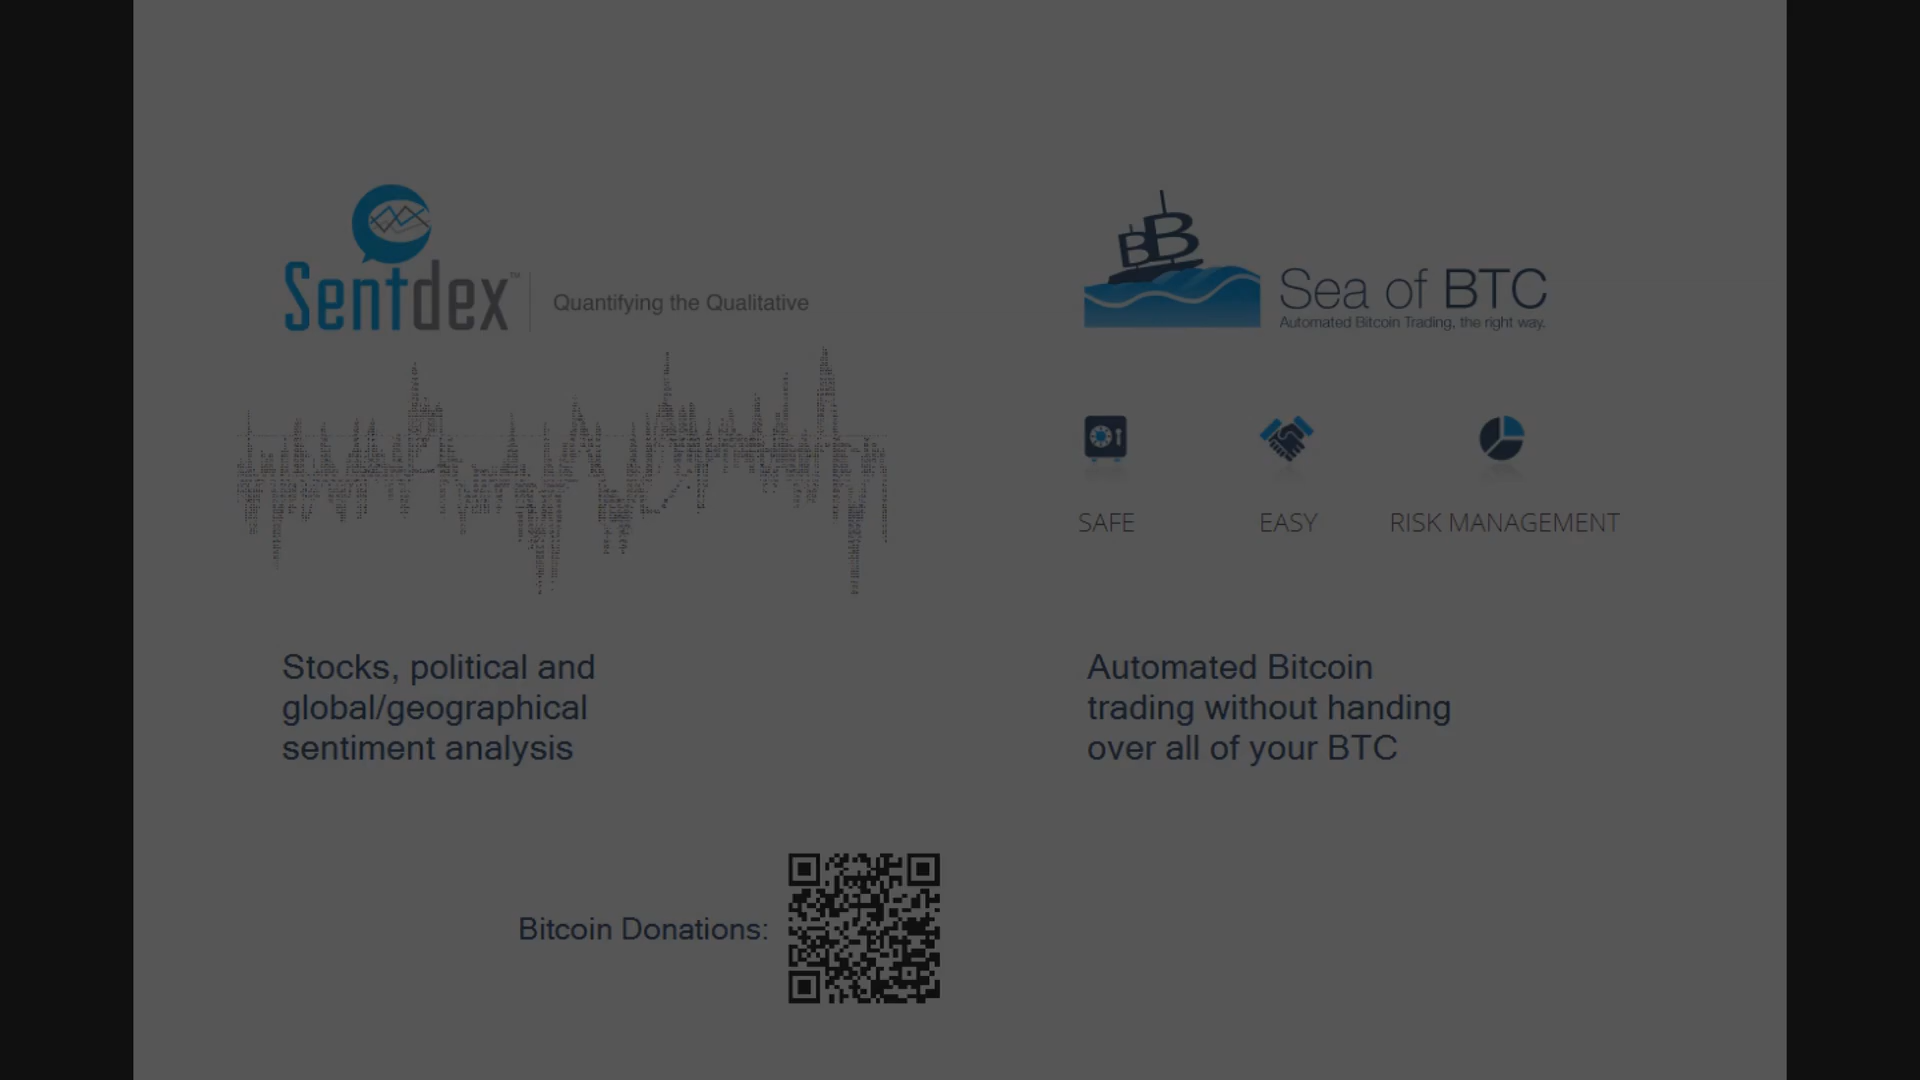 Sentdex™
Quantifying the Qualitative
Stocks, political and
global/geographical
sentiment analysis
Sea of BTC
Automated Bitcoin Trading, the right way.
SAFE
EASY
RISK MANAGEMENT
Automated Bitcoin
trading without handing
over all of your BTC
Bitcoin Donations: